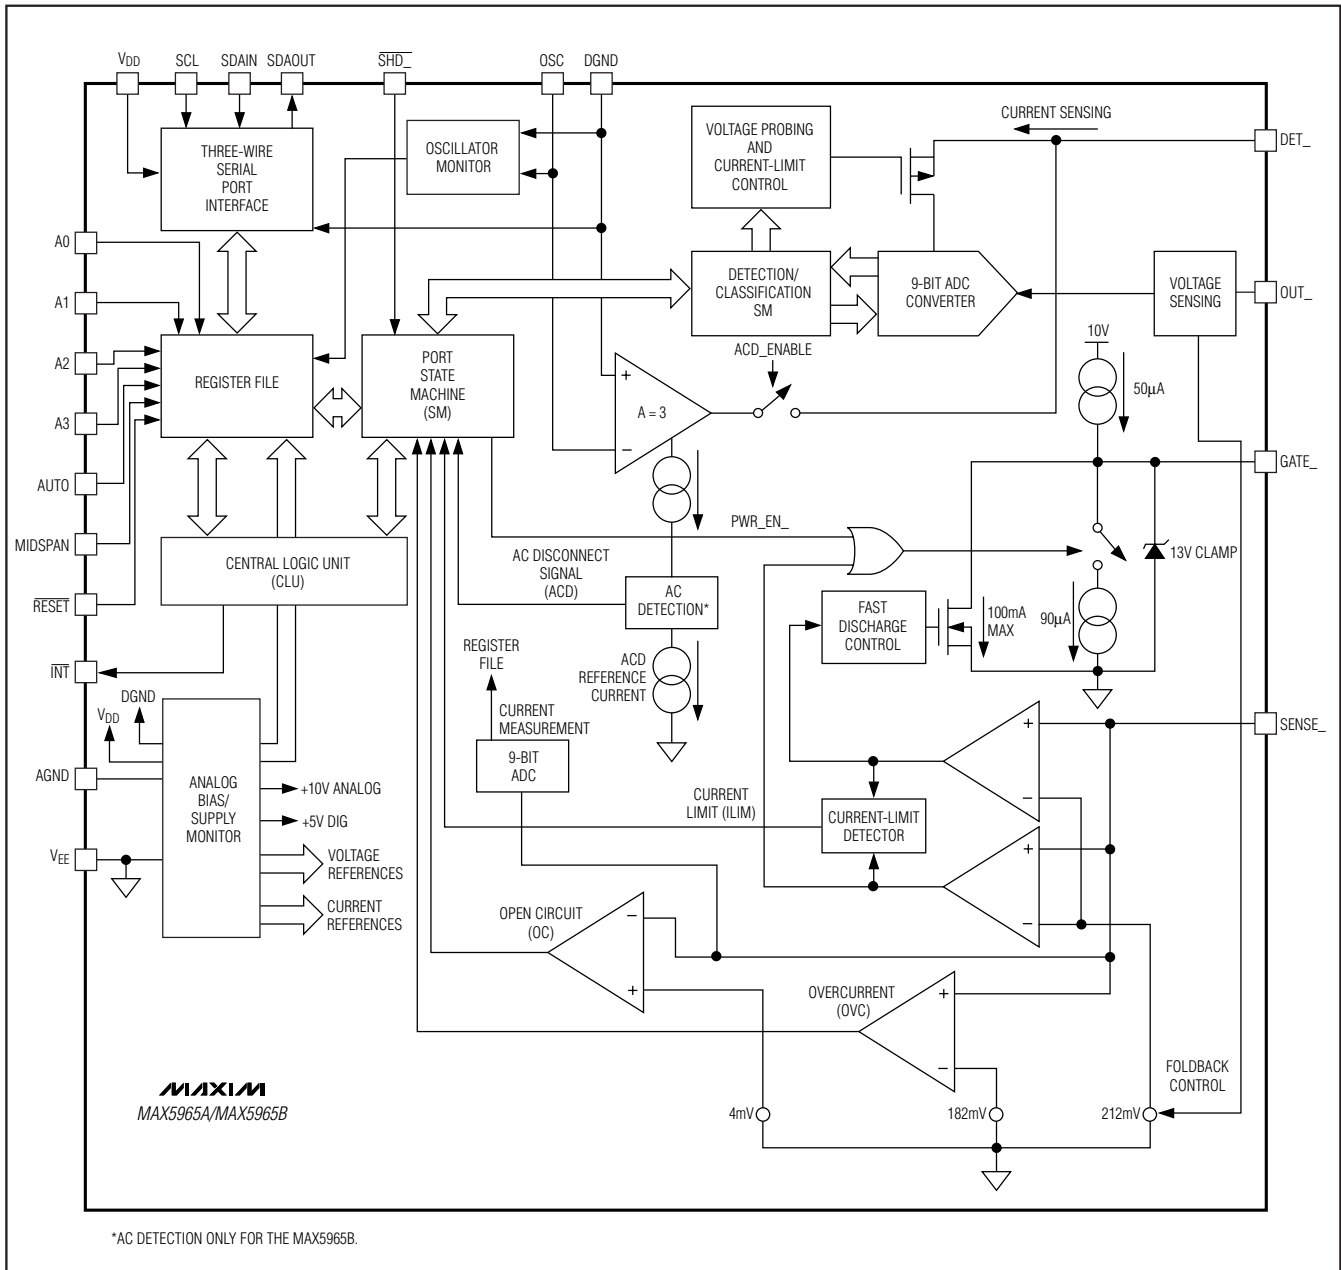 VDD
SCL
SDAIN
SDAOUT
SHD_
OSC
DGND
CURRENT SENSING
DET_
THREE-WIRE
SERIAL
PORT
INTERFACE
OSCILLATOR
MONITOR
VOLTAGE PROBING
AND
CURRENT-LIMIT
CONTROL
A0
A1
A2
A3
AUTO
MIDSPAN
RESET
INT
REGISTER FILE
PORT
STATE
MACHINE
(SM)
DETECTION/
CLASSIFICATION
SM
9-BIT ADC
CONVERTER
VOLTAGE
SENSING
OUT_
10V
50µA
ACD_ENABLE
+
A = 3
−
GATE_
PWR_EN_
13V CLAMP
CENTRAL LOGIC UNIT
(CLU)
AC DISCONNECT
SIGNAL
(ACD)
AC
DETECTION*
FAST
DISCHARGE
CONTROL
100mA
MAX
90µA
REGISTER
FILE
ACD
REFERENCE
CURRENT
CURRENT
MEASUREMENT
9-BIT
ADC
DGND
VDD
AGND
VEE
ANALOG
BIAS/
SUPPLY
MONITOR
+10V ANALOG
+5V DIG
VOLTAGE
REFERENCES
CURRENT
REFERENCES
SENSE_
+
−
CURRENT
LIMIT (ILIM)
CURRENT-LIMIT
DETECTOR
+
−
OPEN CIRCUIT
(OC)
−
+
OVERCURRENT
(OVC)
+
−
FOLDBACK
CONTROL
4mV
182mV
212mV
MAXIM
MAX5965A/MAX5965B
*AC DETECTION ONLY FOR THE MAX5965B.